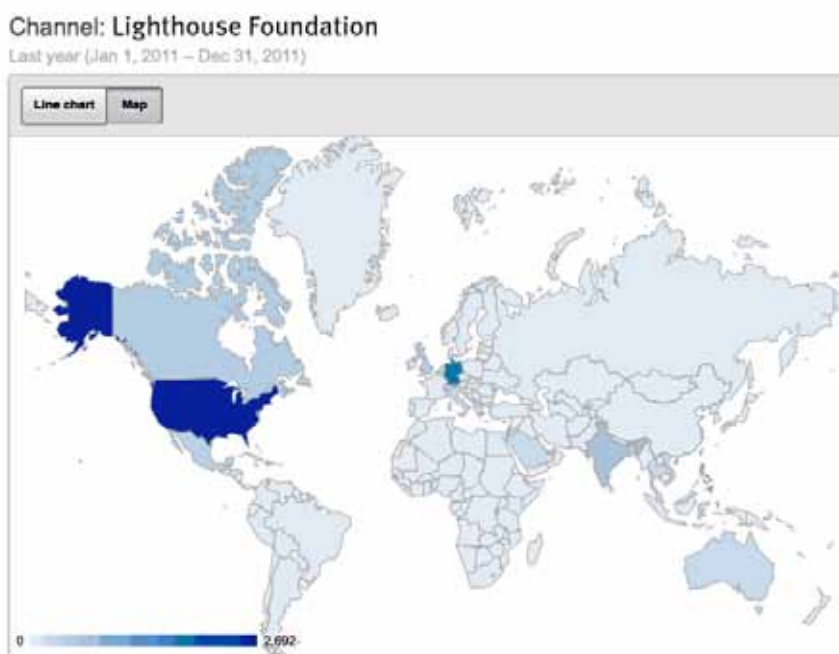 Channel: Lighthouse Foundation
Last year (Jan 1, 2011 – Dec 31, 2011)
Line chart Map
0 2,692